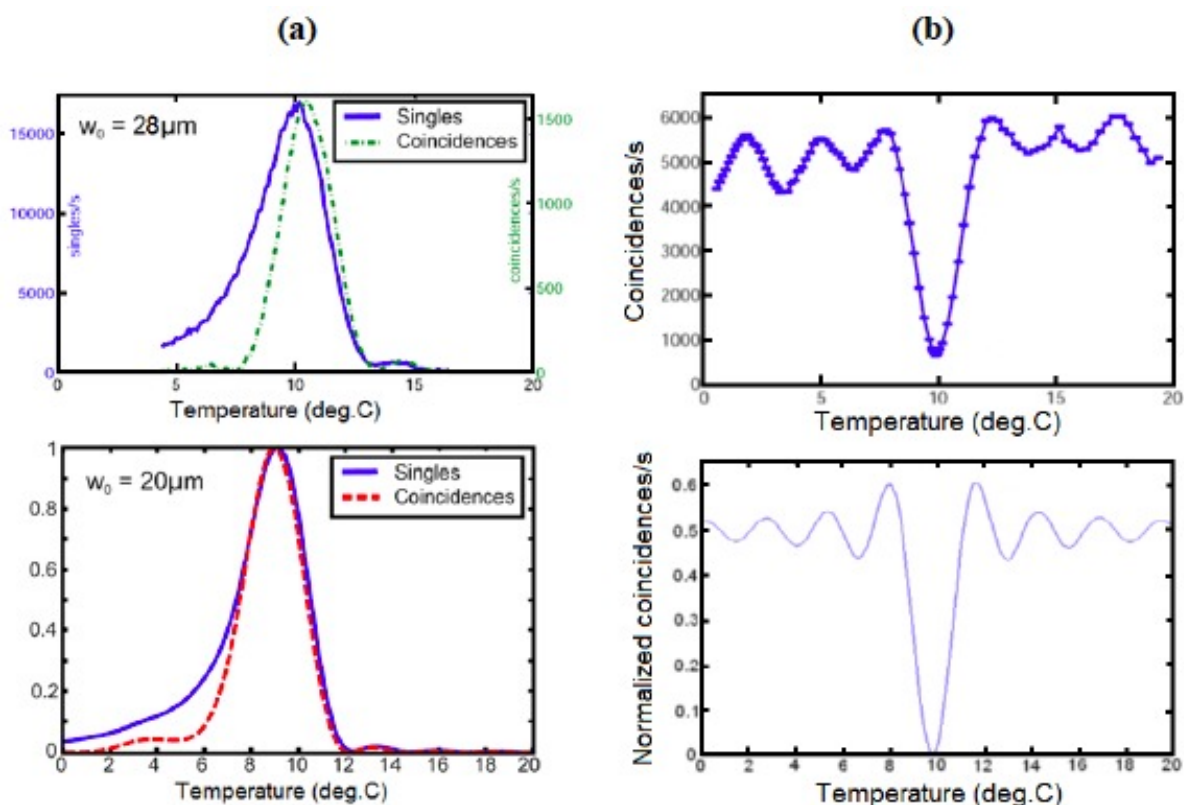 (a)
(b)
w₀ = 28µm
Singles
Coincidences
15000
10000
5000
0
singles/s
1500
1000
500
0
coincidences/s
0 5 10 15 20
Temperature (deg.C)
6000
5000
4000
3000
2000
1000
0
Coincidences/s
0 5 10 15 20
Temperature (deg.C)
w₀ = 20µm
Singles
Coincidences
1
0.8
0.6
0.4
0.2
0
0 2 4 6 8 10 12 14 16 18 20
Temperature (deg.C)
0.6
0.5
0.4
0.3
0.2
0.1
0
Normalized coincidences/s
0 2 4 6 8 10 12 14 16 18 20
Temperature (deg.C)